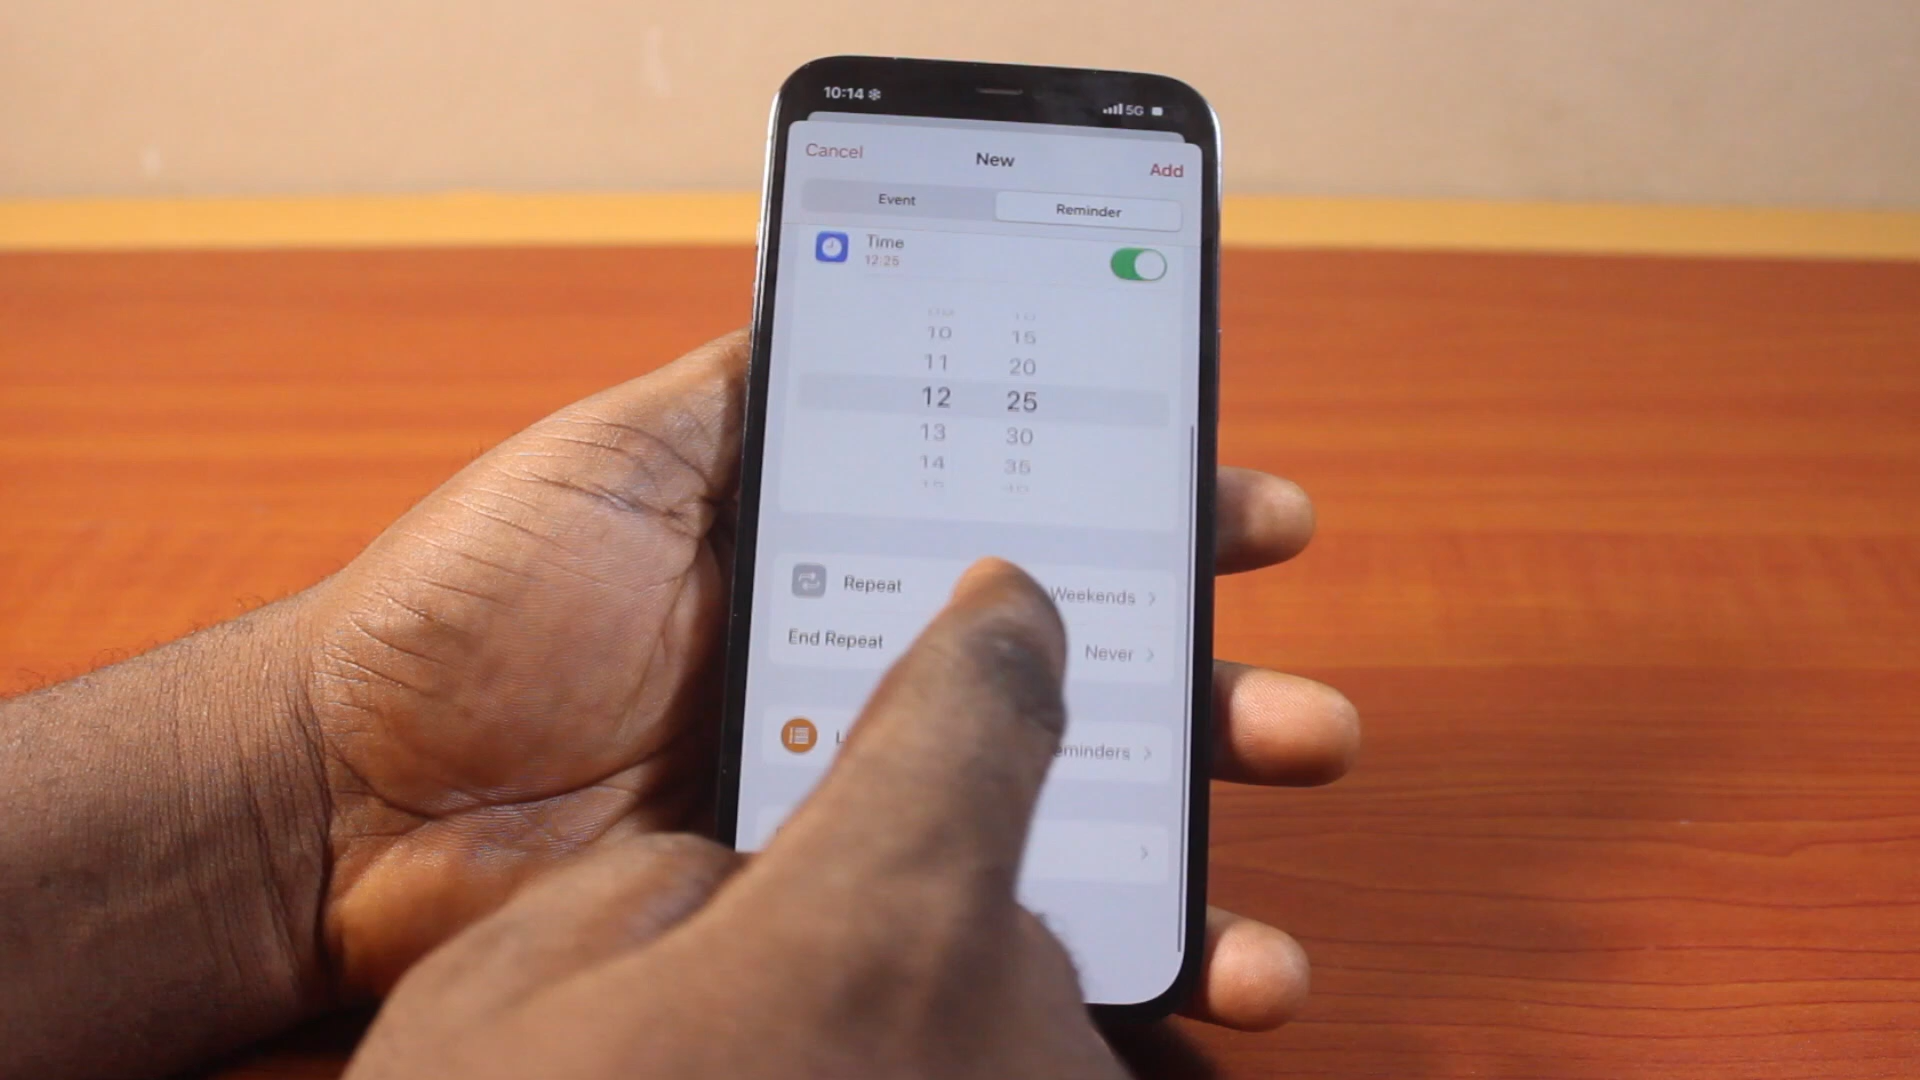 10:14
5G
Cancel
New
Add
Event
Reminder
Time
12:25
10 15
11 20
12 25
13 30
14 35
Repeat
Weekends
End Repeat
Never